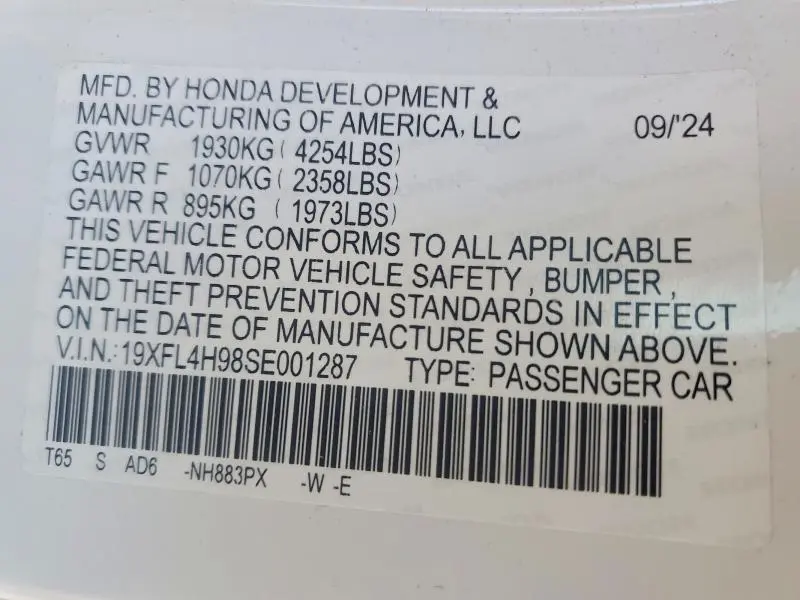 MFD. BY HONDA DEVELOPMENT &
MANUFACTURING OF AMERICA, LLC 09/'24
GVWR 1930KG ( 4254LBS)
GAWR F 1070KG ( 2358LBS)
GAWR R 895KG ( 1973LBS)
THIS VEHICLE CONFORMS TO ALL APPLICABLE
FEDERAL MOTOR VEHICLE SAFETY , BUMPER ,
AND THEFT PREVENTION STANDARDS IN EFFECT
ON THE DATE OF MANUFACTURE SHOWN ABOVE.
V.I.N.:19XFL4H98SE001287 TYPE: PASSENGER CAR
T65 S AD6 -NH883PX -W -E